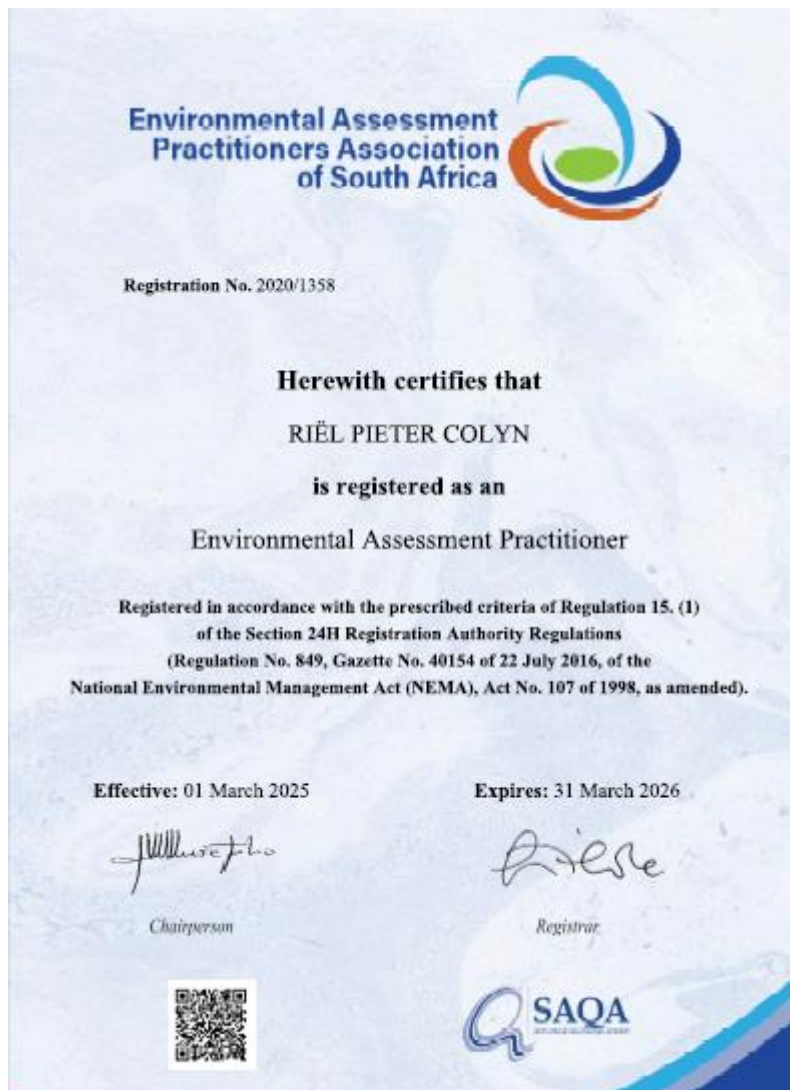 Environmental Assessment
Practitioners Association
of South Africa
Registration No. 2020/1358
Herewith certifies that
RIËL PIETER COLYN
is registered as an
Environmental Assessment Practitioner
Registered in accordance with the prescribed criteria of Regulation 15. (1)
of the Section 24H Registration Authority Regulations
(Regulation No. 849, Gazette No. 40154 of 22 July 2016, of the
National Environmental Management Act (NEMA), Act No. 107 of 1998, as amended).
Effective: 01 March 2025
Expires: 31 March 2026
Chairperson
Registrar
SAQA